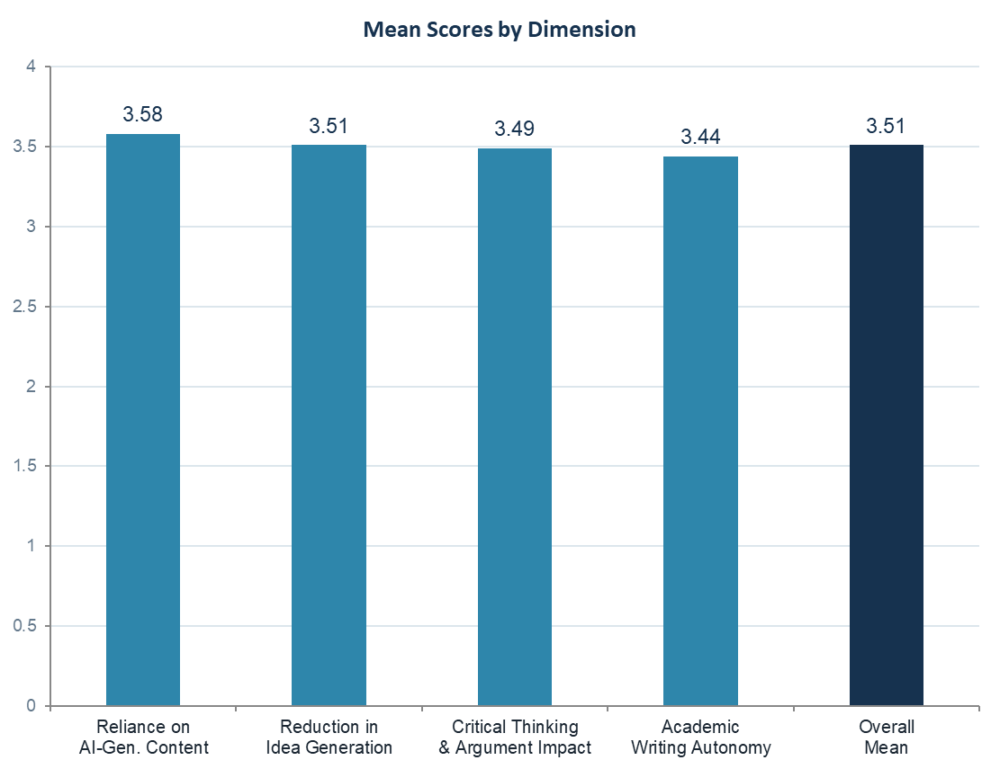 Mean Scores by Dimension
4
3.5
3
2.5
2
1.5
1
0.5
0
3.58
3.51
3.49
3.44
3.51
Reliance on
AI-Gen. Content
Reduction in
Idea Generation
Critical Thinking
& Argument Impact
Academic
Writing Autonomy
Overall
Mean